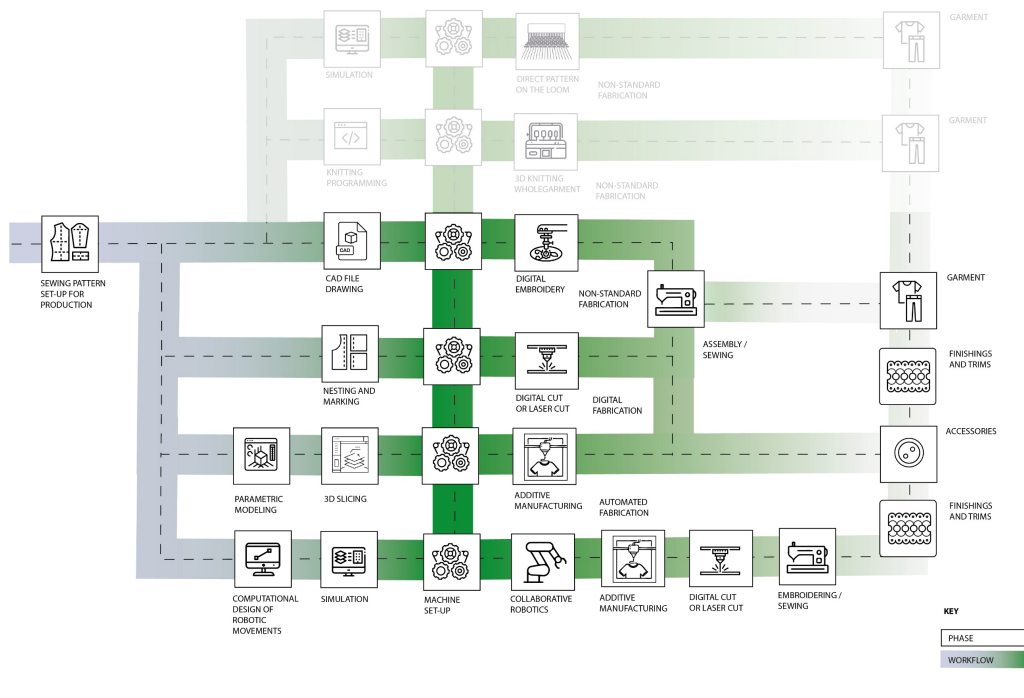 GARMENT
SIMULATION
DIRECT PATTERN
ON THE LOOM
NON-STANDARD
FABRICATION
GARMENT
KNITTING
PROGRAMMING
3D KNITTING
WHOLEGARMENT
NON-STANDARD
FABRICATION
SEWING PATTERN
SET-UP FOR
PRODUCTION
CAD
CAD FILE
DRAWING
DIGITAL
EMBROIDERY
NON-STANDARD
FABRICATION
GARMENT
ASSEMBLY /
SEWING
FINISHINGS
AND TRIMS
NESTING AND
MARKING
DIGITAL CUT
OR LASER CUT
DIGITAL
FABRICATION
ACCESSORIES
PARAMETRIC
MODELING
3D SLICING
ADDITIVE
MANUFACTURING
AUTOMATED
FABRICATION
FINISHINGS
AND TRIMS
COMPUTATIONAL
DESIGN OF
ROBOTIC
MOVEMENTS
SIMULATION
MACHINE
SET-UP
COLLABORATIVE
ROBOTICS
ADDITIVE
MANUFACTURING
DIGITAL CUT
OR LASER CUT
EMBROIDERING /
SEWING
KEY
PHASE
WORKFLOW